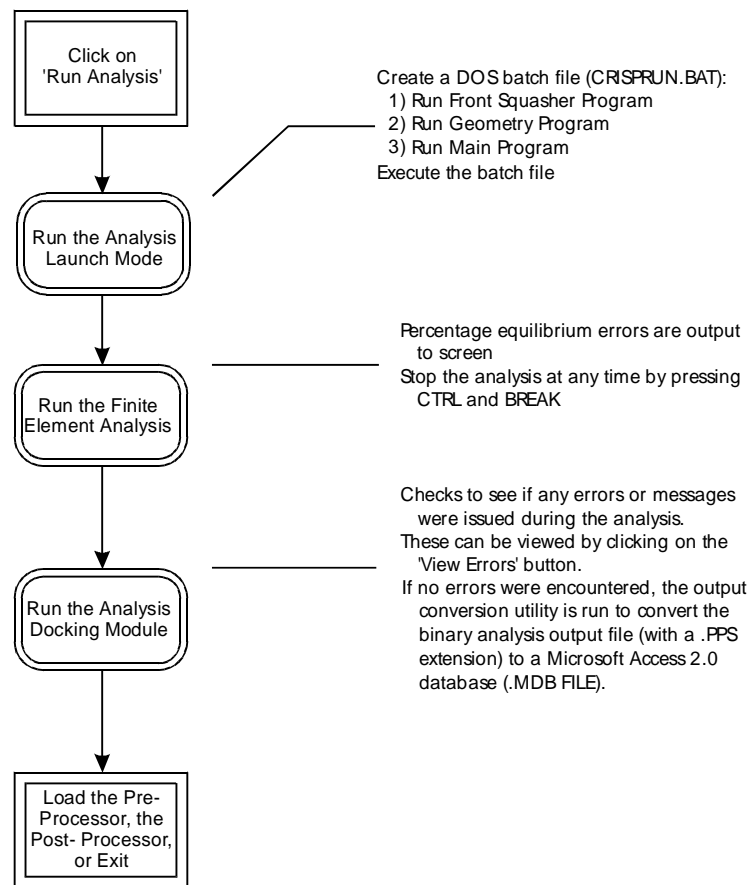 Click on
'Run Analysis'
Create a DOS batch file (CRISPRUN.BAT):
1) Run Front Squasher Program
2) Run Geometry Program
3) Run Main Program
Execute the batch file
Run the Analysis
Launch Mode
Percentage equilibrium errors are output
to screen
Stop the analysis at any time by pressing
CTRL and BREAK
Run the Finite
Element Analysis
Checks to see if any errors or messages
were issued during the analysis.
These can be viewed by clicking on the
'View Errors' button.
If no errors were encountered, the output
conversion utility is run to convert the
binary analysis output file (with a .PPS
extension) to a Microsoft Access 2.0
database (.MDB FILE).
Run the Analysis
Docking Module
Load the Pre-
Processor, the
Post- Processor,
or Exit